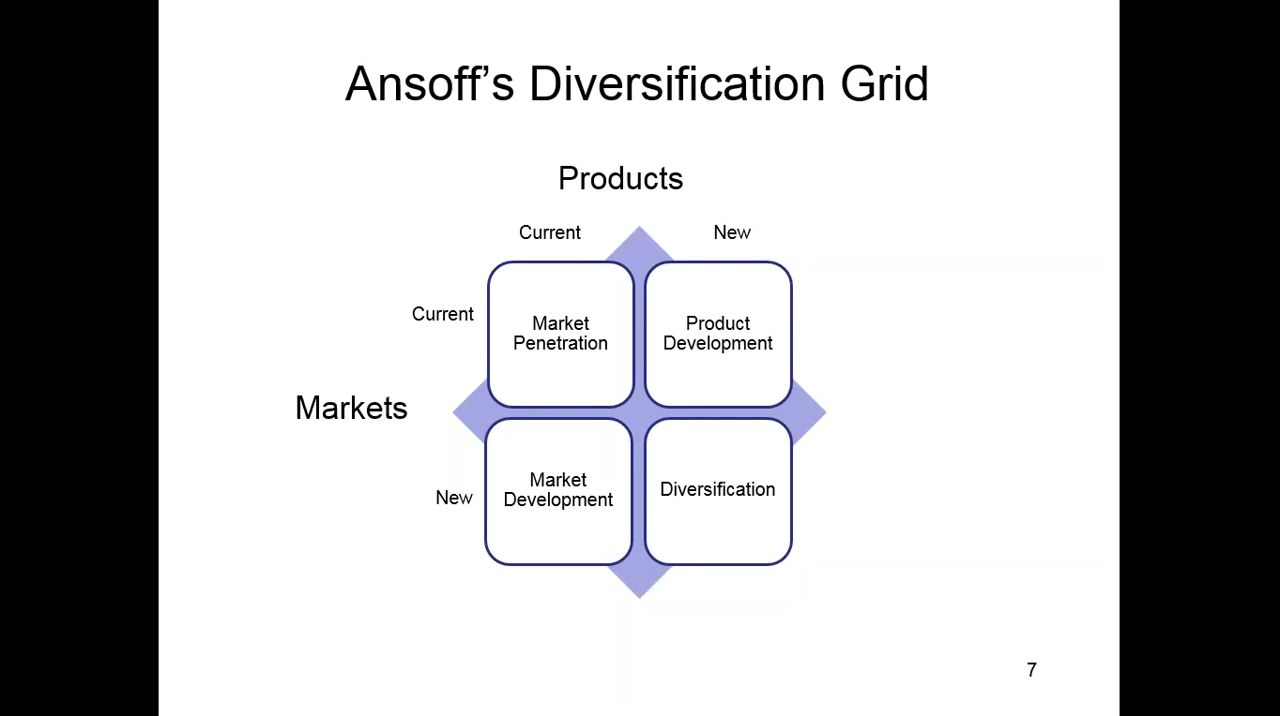 Ansoff’s Diversification Grid
Products
Current
New
Current
Market
Penetration
Product
Development
Markets
New
Market
Development
Diversification
7